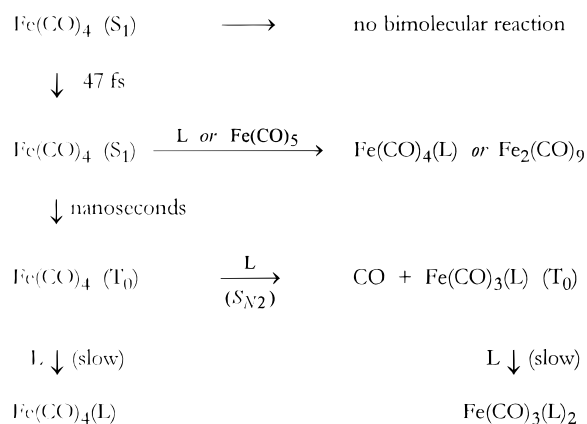 Fe(CO)₄ (S₁) → no bimolecular reaction
↓ 47 fs
Fe(CO)₄ (S₁) L or Fe(CO)₅ → Fe(CO)₄(L) or Fe₂(CO)₉
↓ nanoseconds
Fe(CO)₄ (T₀) L → (S_N2) CO + Fe(CO)₃(L) (T₀)
L ↓ (slow) L ↓ (slow)
Fe(CO)₄(L) Fe(CO)₃(L)₂